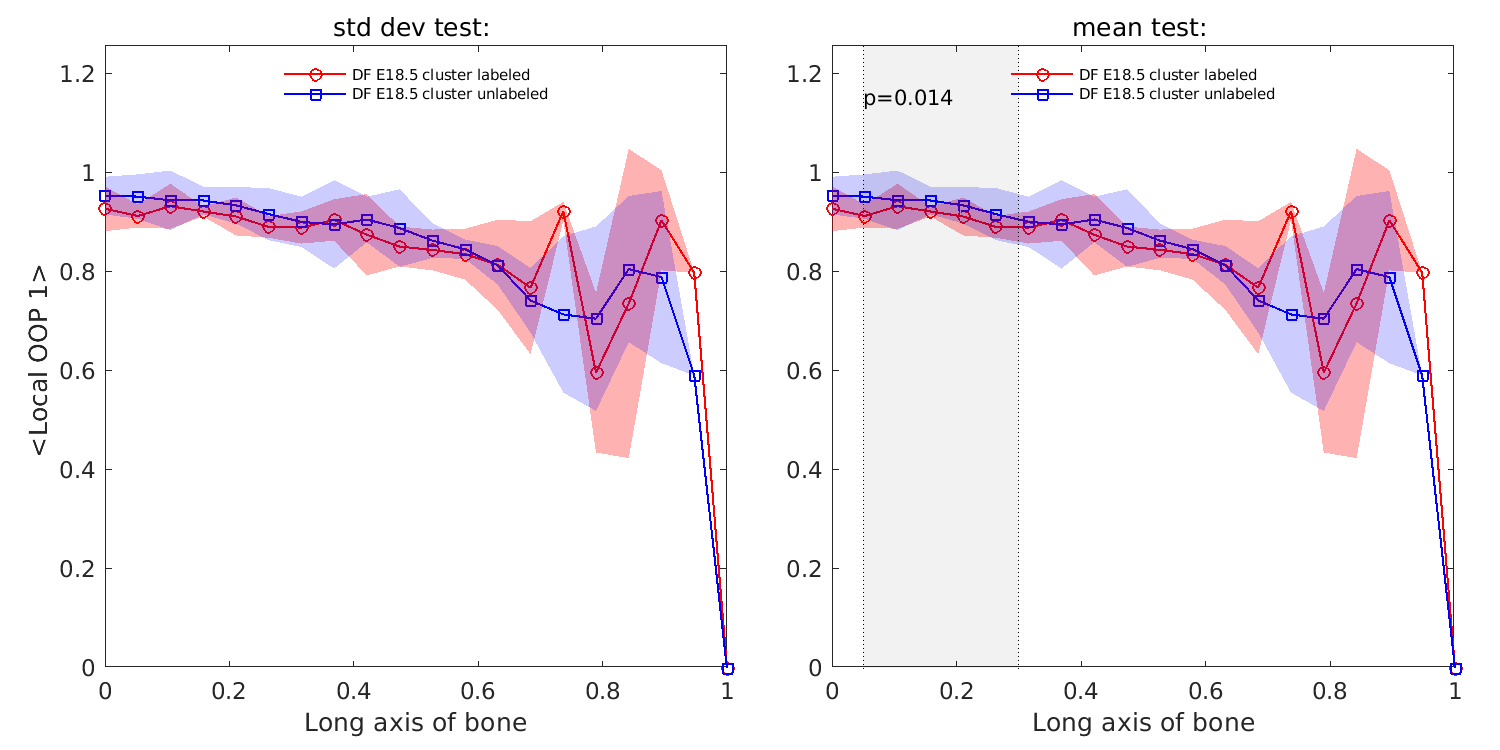 std dev test:
DF E18.5 cluster labeled
DF E18.5 cluster unlabeled
<Local OOP 1>
1.2
1
0.8
0.6
0.4
0.2
0
0
0.2
0.4
0.6
0.8
1
Long axis of bone
mean test:
DF E18.5 cluster labeled
DF E18.5 cluster unlabeled
p=0.014
1.2
1
0.8
0.6
0.4
0.2
0
0
0.2
0.4
0.6
0.8
1
Long axis of bone